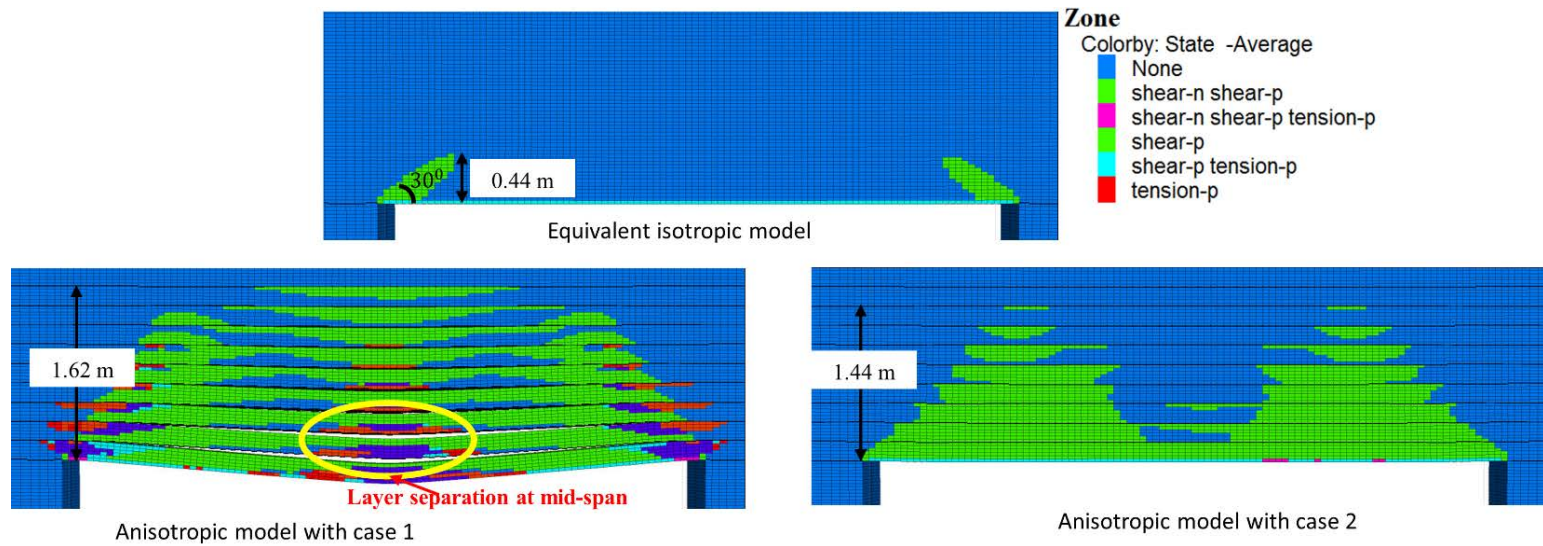 Zone
Colorby: State -Average
None
shear-n shear-p
shear-n shear-p tension-p
shear-p
shear-p tension-p
tension-p
30⁰
0.44 m
Equivalent isotropic model
1.62 m
1.44 m
Layer separation at mid-span
Anisotropic model with case 1
Anisotropic model with case 2